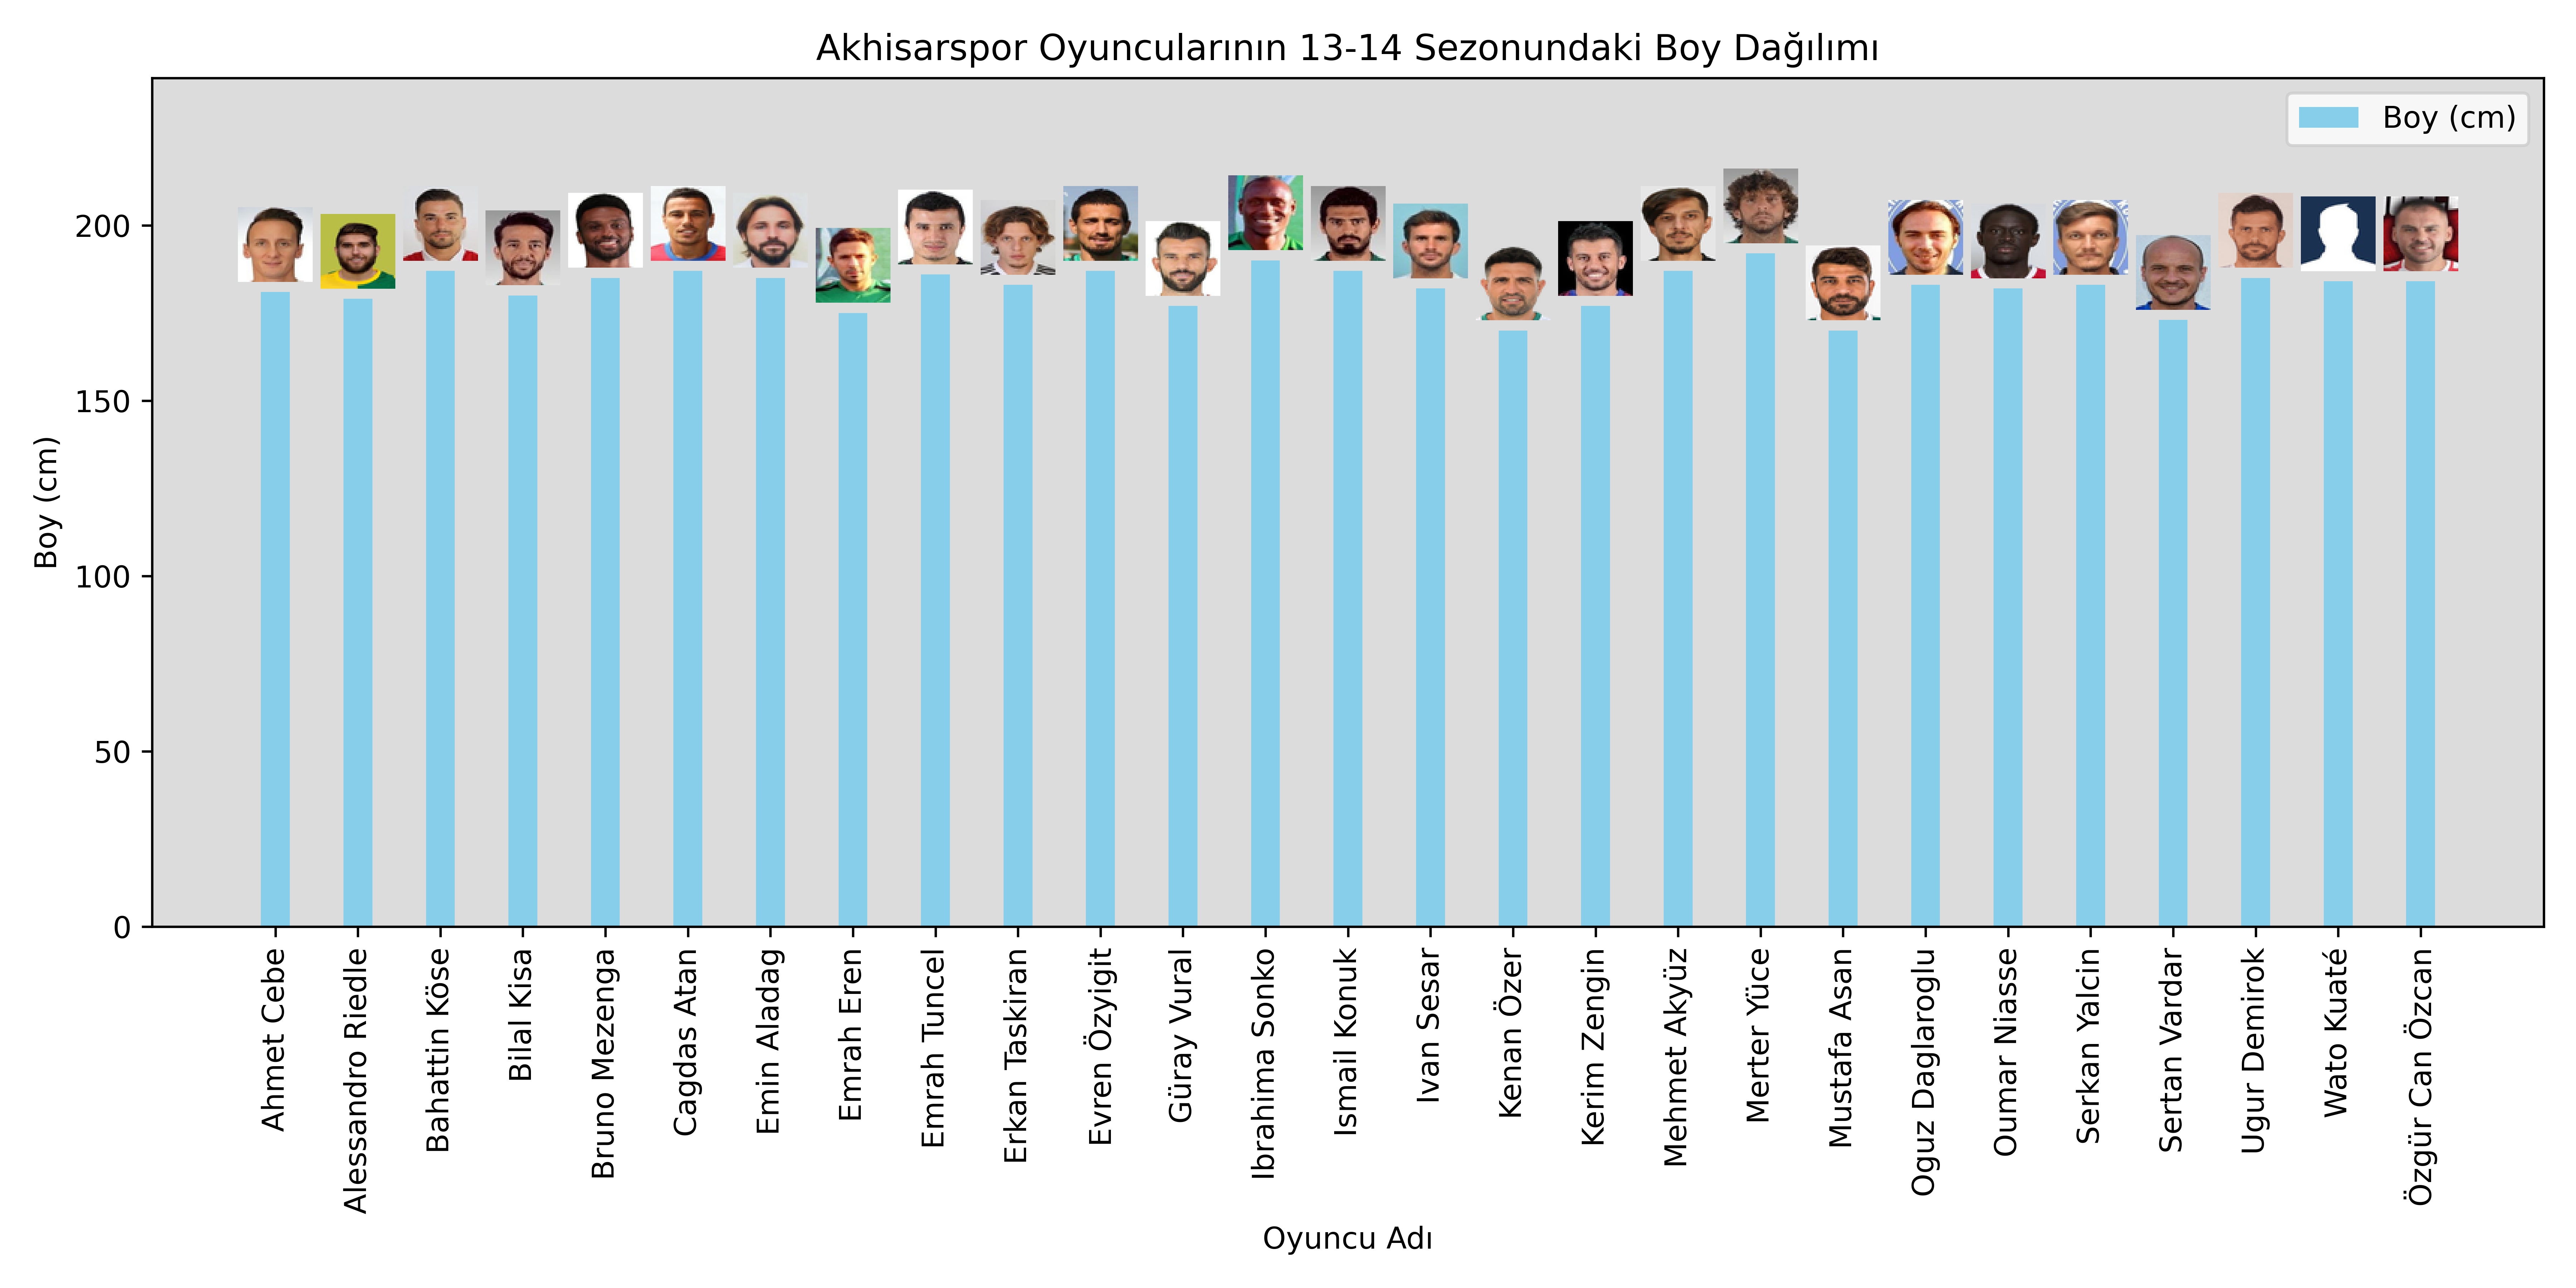 Akhisarspor Oyuncularının 13-14 Sezonundaki Boy Dağılımı
Boy (cm)
Boy (cm)
200
150
100
50
0
Ahmet Cebe
Alessandro Riedle
Bahattin Köse
Bilal Kisa
Bruno Mezenga
Cagdas Atan
Emin Aladag
Emrah Eren
Emrah Tuncel
Erkan Taskiran
Evren Özyigit
Güray Vural
Ibrahima Sonko
Ismail Konuk
Ivan Sesar
Kenan Özer
Kerim Zengin
Mehmet Akyüz
Merter Yüce
Mustafa Asan
Oguz Daglaroglu
Oumar Niasse
Serkan Yalcin
Sertan Vardar
Ugur Demirok
Wato Kuaté
Özgür Can Özcan
Oyuncu Adı